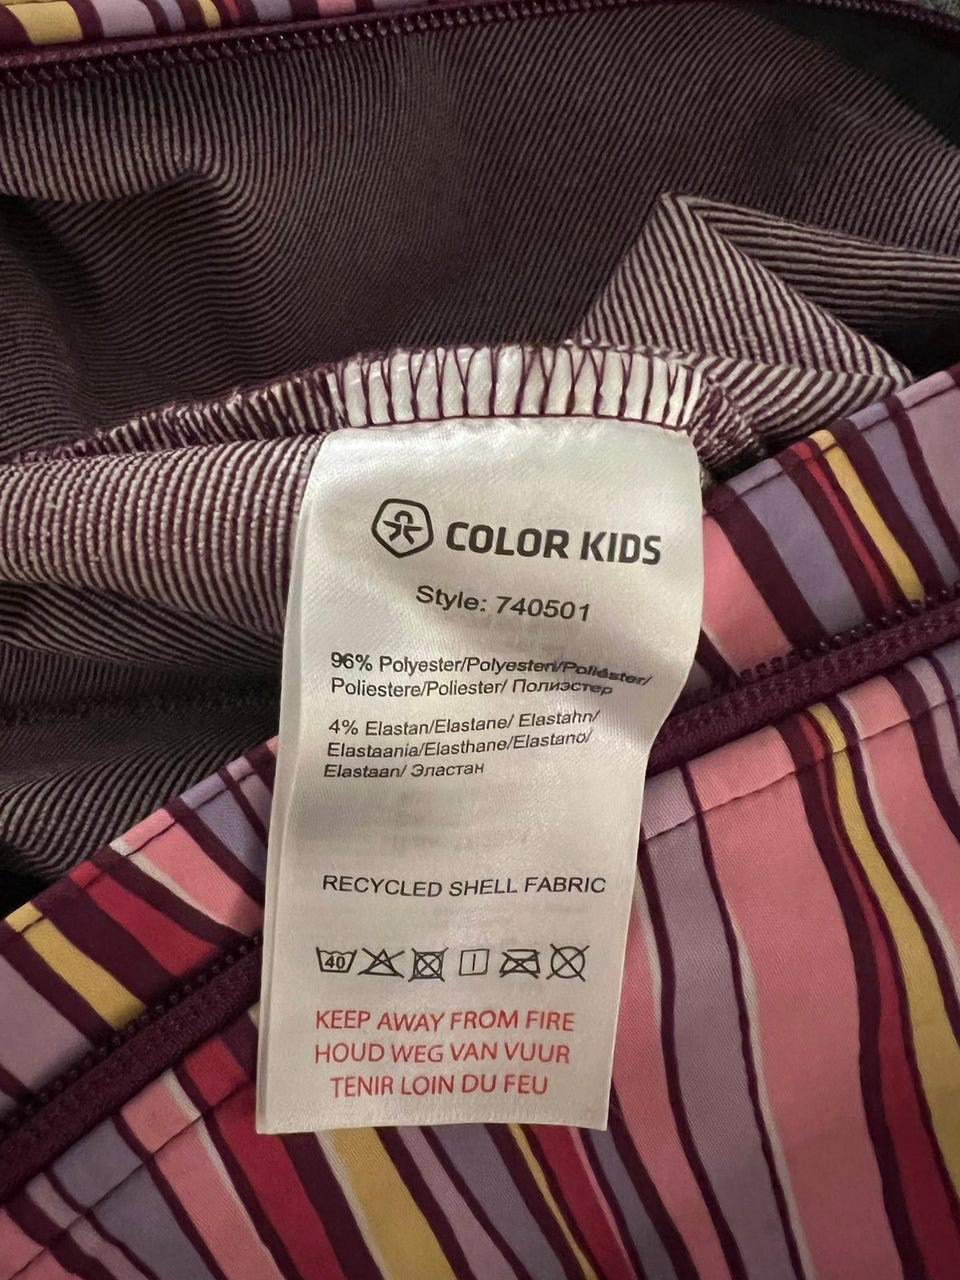 COLOR KIDS
Style: 740501
96% Polyester/Polyesteri/Poliéster/
Poliestere/Poliester/ Полиэстер
4% Elastan/Elastane/ Elastahn/
Elastaania/Elasthane/Elastano/
Elastaan/ Эластан
RECYCLED SHELL FABRIC
40
KEEP AWAY FROM FIRE
HOUD WEG VAN VUUR
TENIR LOIN DU FEU